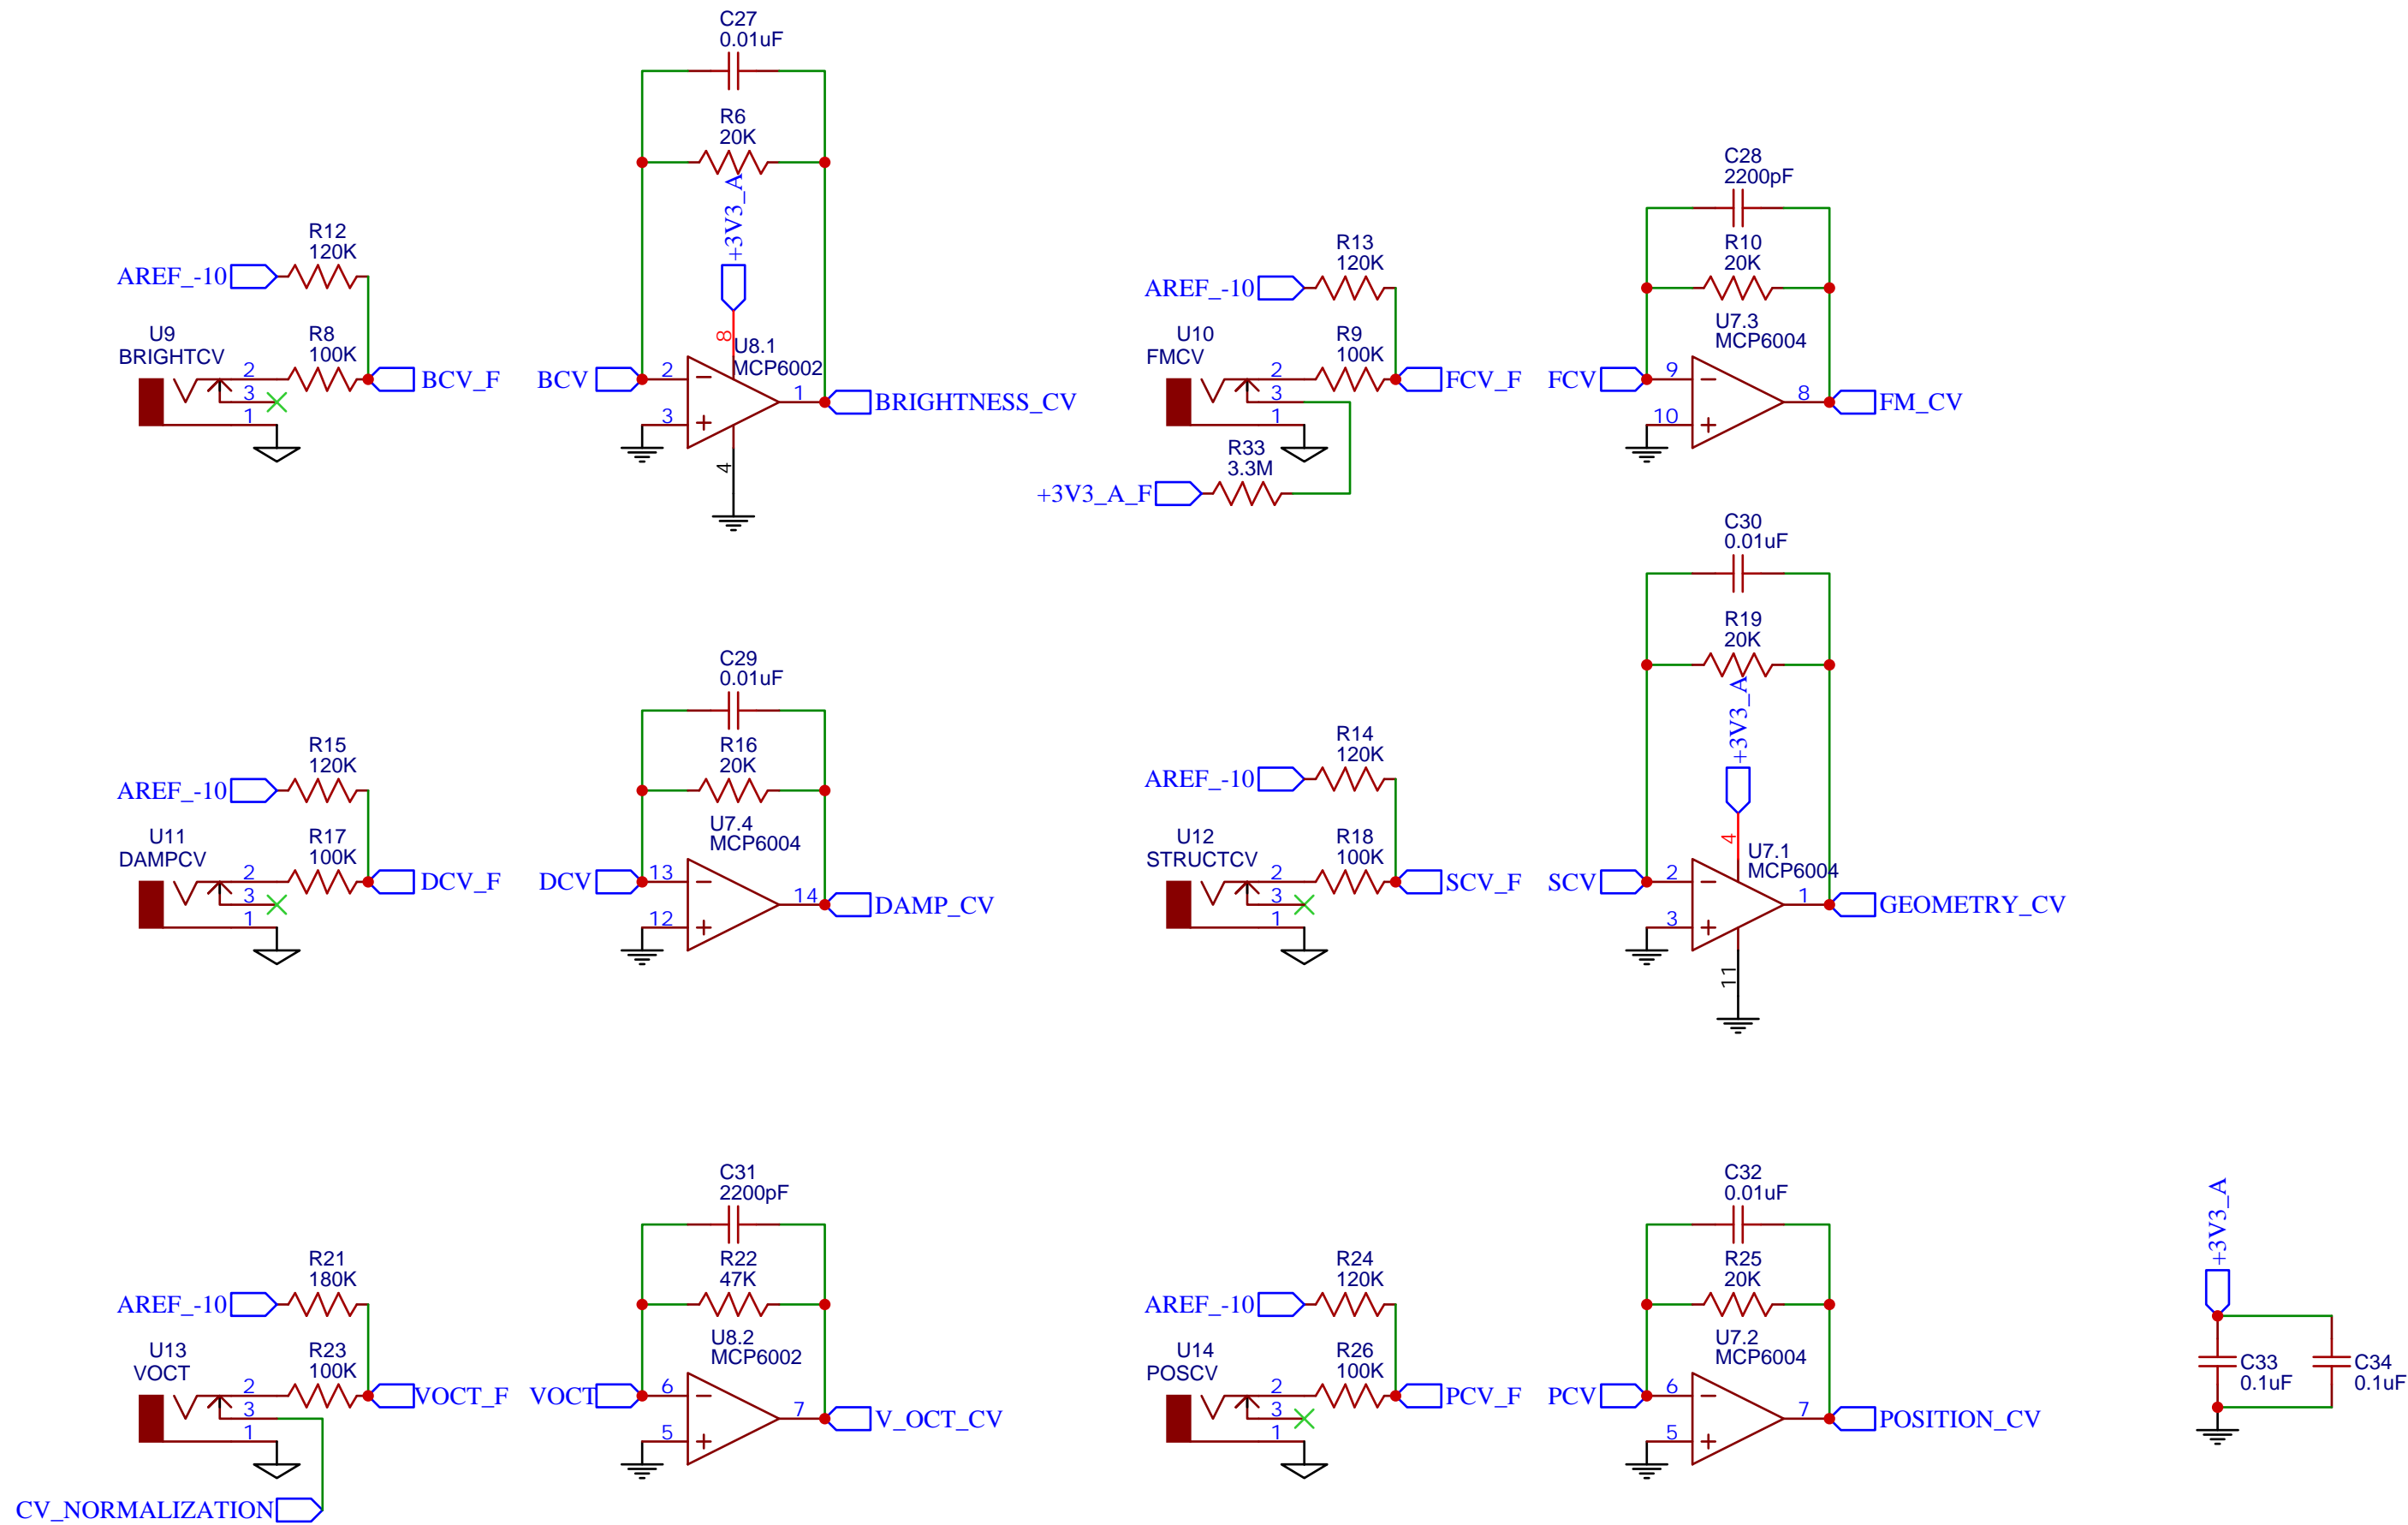 C27
0.01uF
R6
20K
+3V3_A
R12
120K
AREF_-10
U9
BRIGHTCV
R8
100K
2
3
1
BCV_F
BCV
2
3
8
U8.1
MCP6002
1
4
BRIGHTNESS_CV
C28
2200pF
R13
120K
AREF_-10
R10
20K
U10
FMCV
R9
100K
2
3
1
FCV_F
FCV
U7.3
MCP6004
9
10
8
FM_CV
R33
3.3M
+3V3_A_F
C30
0.01uF
C29
0.01uF
R19
20K
+3V3_A
R15
120K
AREF_-10
R16
20K
U11
DAMPCV
R17
100K
2
3
1
DCV_F
DCV
U7.4
MCP6004
13
12
14
DAMP_CV
R14
120K
AREF_-10
U12
STRUCTCV
R18
100K
2
3
1
SCV_F
SCV
2
3
4
U7.1
MCP6004
1
11
GEOMETRY_CV
C31
2200pF
R21
180K
AREF_-10
R22
47K
U13
VOCT
R23
100K
2
3
1
VOCT_F
VOCT
U8.2
MCP6002
6
5
7
V_OCT_CV
CV_NORMALIZATION
C32
0.01uF
R24
120K
AREF_-10
R25
20K
U14
POSCV
R26
100K
2
3
1
PCV_F
PCV
U7.2
MCP6004
6
5
7
POSITION_CV
+3V3_A
C33
0.1uF
C34
0.1uF